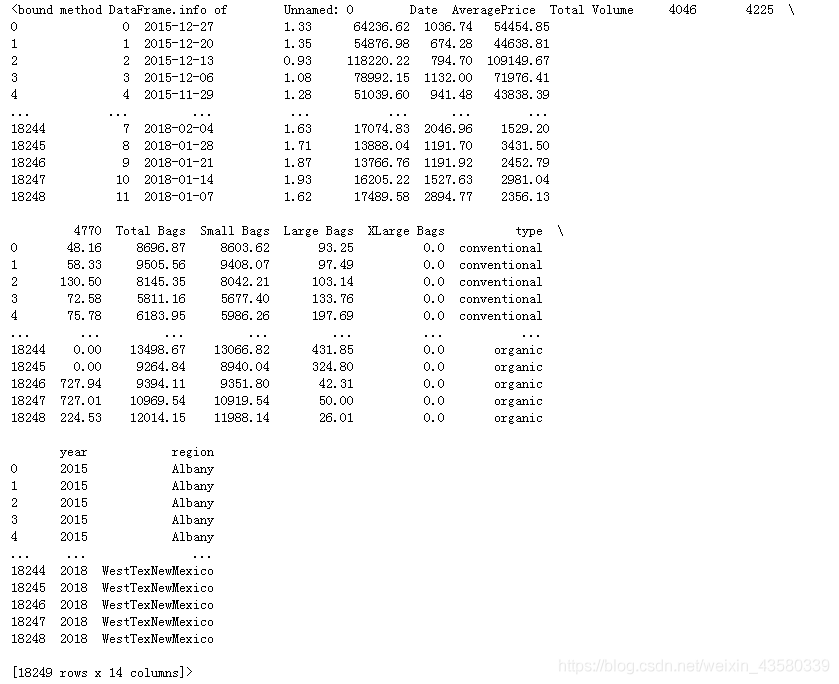 <bound method DataFrame.info of       Unnamed: 0       Date  AveragePrice  Total Volume     4046       4225  \
0               0  2015-12-27          1.33      64236.62  1036.74   54454.85
1               1  2015-12-20          1.35      54876.98   674.28   44638.81
2               2  2015-12-13          0.93     118220.22   794.70  109149.67
3               3  2015-12-06          1.08      78992.15  1132.00   71976.41
4               4  2015-11-29          1.28      51039.60   941.48   43838.39
...           ...         ...           ...           ...      ...        ...
18244           7  2018-02-04          1.63      17074.83  2046.96    1529.20
18245           8  2018-01-28          1.71      13888.04  1191.70    3431.50
18246           9  2018-01-21          1.87      13766.76  1191.92    2452.79
18247          10  2018-01-14          1.93      16205.22  1527.63    2981.04
18248          11  2018-01-07          1.62      17489.58  2894.77    2356.13
4770  Total Bags  Small Bags  Large Bags  XLarge Bags          type  \
0       48.16     8696.87     8603.62       93.25          0.0  conventional
1       58.33     9505.56     9408.07       97.49          0.0  conventional
2      130.50     8145.35     8042.21      103.14          0.0  conventional
3       72.58     5811.16     5677.40      133.76          0.0  conventional
4       75.78     6183.95     5986.26      197.69          0.0  conventional
...       ...         ...         ...         ...          ...           ...
18244    0.00    13498.67    13066.82      431.85          0.0       organic
18245    0.00     9264.84     8940.04      324.80          0.0       organic
18246  727.94     9394.11     9351.80       42.31          0.0       organic
18247  727.01    10969.54    10919.54       50.00          0.0       organic
18248  224.53    12014.15    11988.14       26.01          0.0       organic
year            region
0      2015            Albany
1      2015            Albany
2      2015            Albany
3      2015            Albany
4      2015            Albany
...     ...               ...
18244  2018  WestTexNewMexico
18245  2018  WestTexNewMexico
18246  2018  WestTexNewMexico
18247  2018  WestTexNewMexico
18248  2018  WestTexNewMexico
[18249 rows x 14 columns]>
https://blog.csdn.net/weixin_43580339